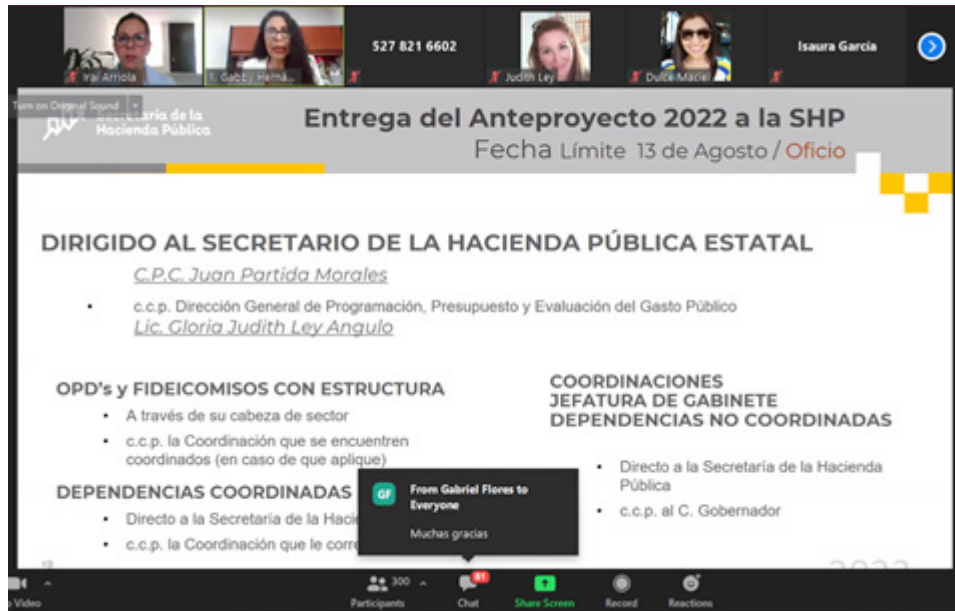 527 821 6602
Isaura García
Irai Arriola
1. Gabby Herná...
Judith Ley
Dulce Maciel
Turn on Original Sound
Secretaría de la
Hacienda Pública
Entrega del Anteproyecto 2022 a la SHP
Fecha Límite 13 de Agosto / Oficio
DIRIGIDO AL SECRETARIO DE LA HACIENDA PÚBLICA ESTATAL
C.P.C. Juan Partida Morales
• c.c.p. Dirección General de Programación, Presupuesto y Evaluación del Gasto Público
Lic. Gloria Judith Ley Angulo
OPD's y FIDEICOMISOS CON ESTRUCTURA
• A través de su cabeza de sector
• c.c.p. la Coordinación que se encuentren
coordinados (en caso de que aplique)
DEPENDENCIAS COORDINADAS
• Directo a la Secretaría de la Haci
• c.c.p. la Coordinación que le corre
COORDINACIONES
JEFATURA DE GABINETE
DEPENDENCIAS NO COORDINADAS
• Directo a la Secretaría de la Hacienda
Pública
• c.c.p. al C. Gobernador
GF
From Gabriel Flores to
Everyone
Muchas gracias
Video
300
Participants
81
Chat
Share Screen
Record
Reactions